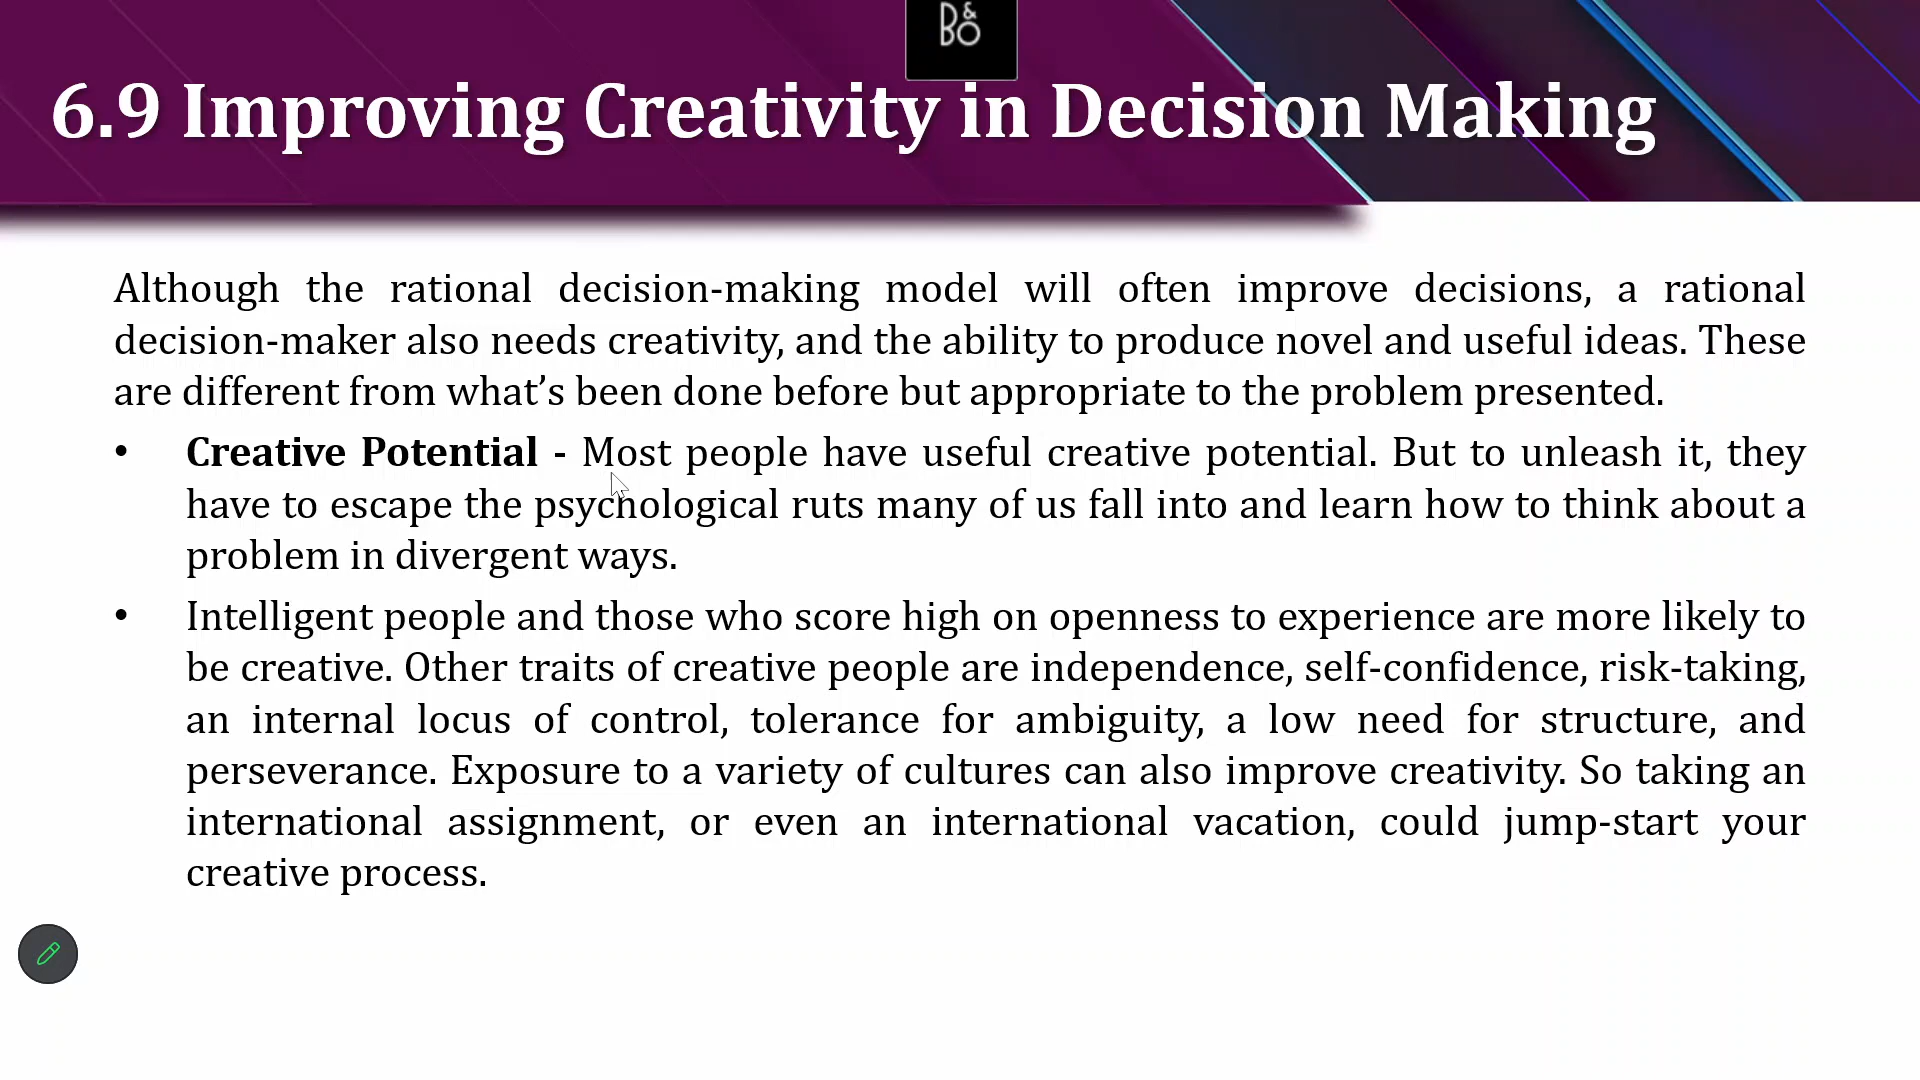 B&O
6.9 Improving Creativity in Decision Making
Although the rational decision-making model will often improve decisions, a rational
decision-maker also needs creativity, and the ability to produce novel and useful ideas. These
are different from what’s been done before but appropriate to the problem presented.
• Creative Potential - Most people have useful creative potential. But to unleash it, they
have to escape the psychological ruts many of us fall into and learn how to think about a
problem in divergent ways.
• Intelligent people and those who score high on openness to experience are more likely to
be creative. Other traits of creative people are independence, self-confidence, risk-taking,
an internal locus of control, tolerance for ambiguity, a low need for structure, and
perseverance. Exposure to a variety of cultures can also improve creativity. So taking an
international assignment, or even an international vacation, could jump-start your
creative process.